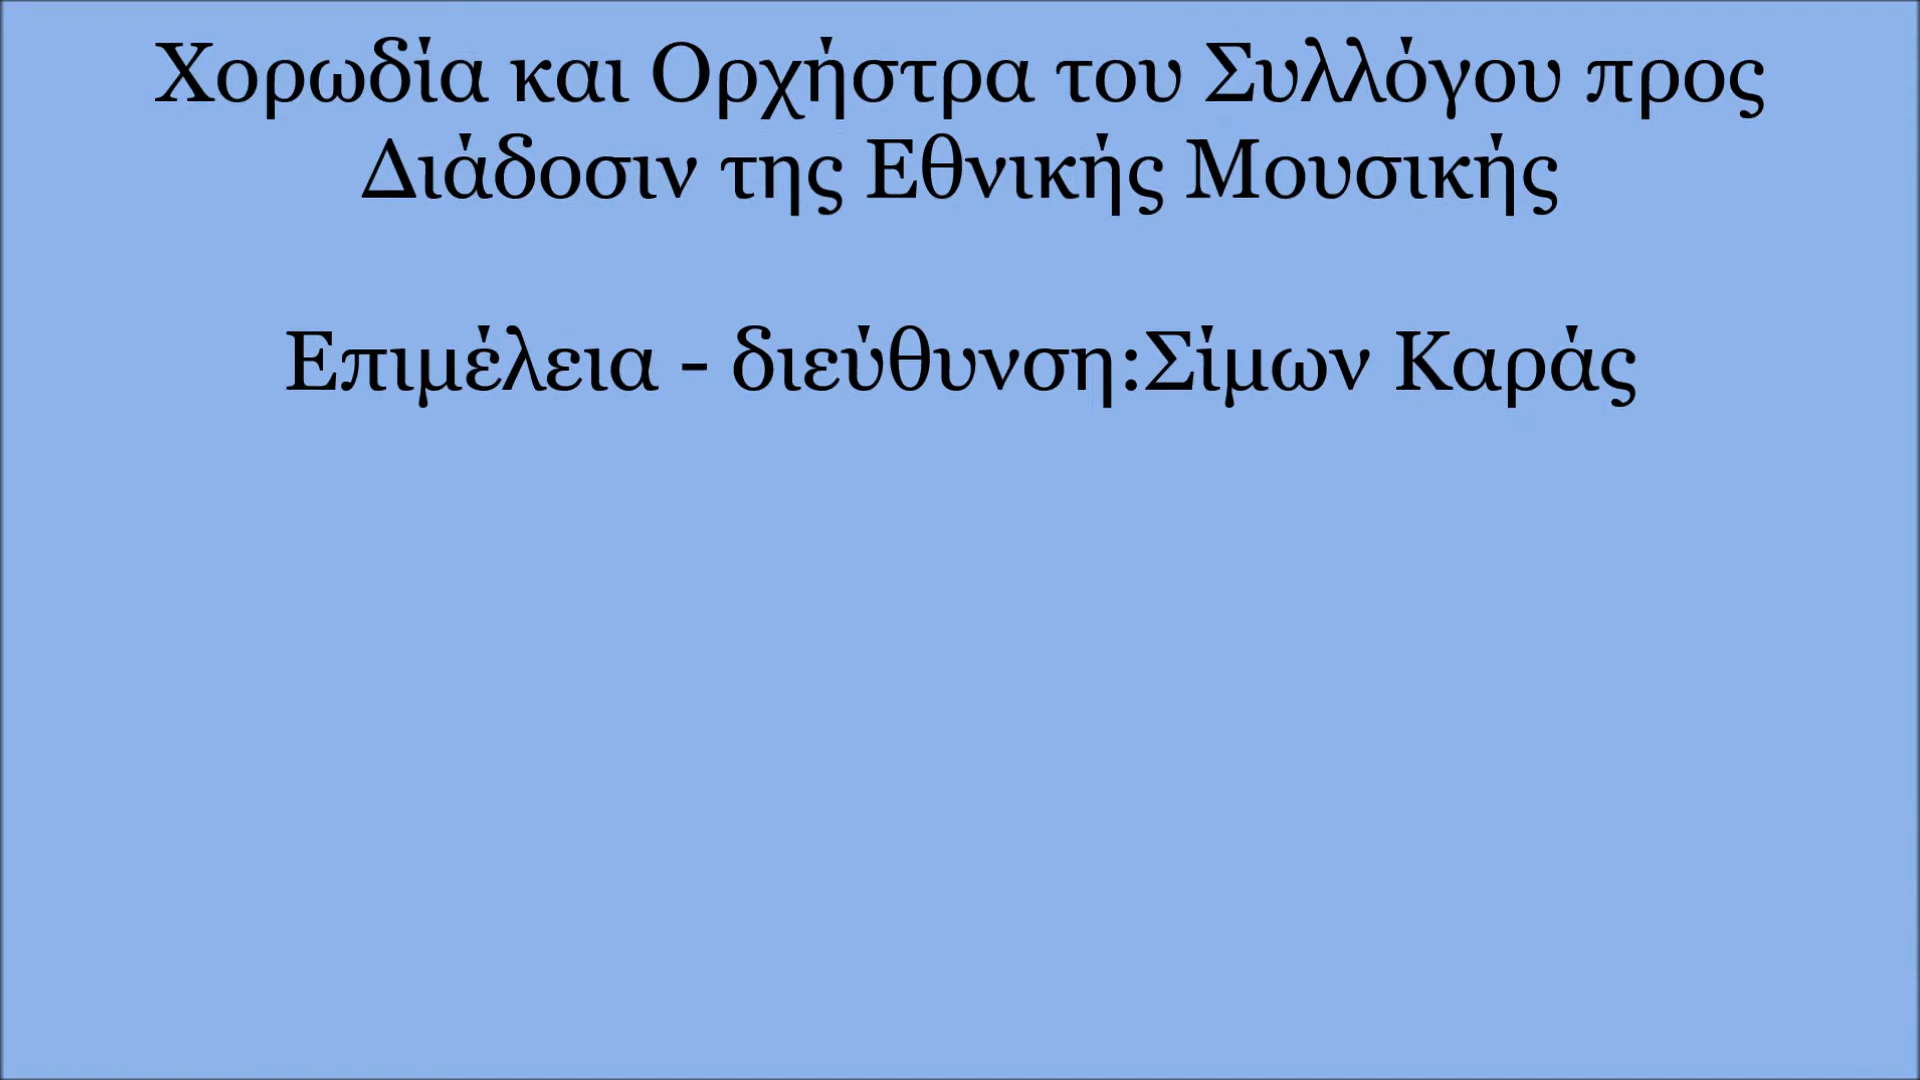 Χορωδία και Ορχήστρα του Συλλόγου προς
Διάδοσιν της Εθνικής Μουσικής
Επιμέλεια - διεύθυνση:Σίμων Καράς